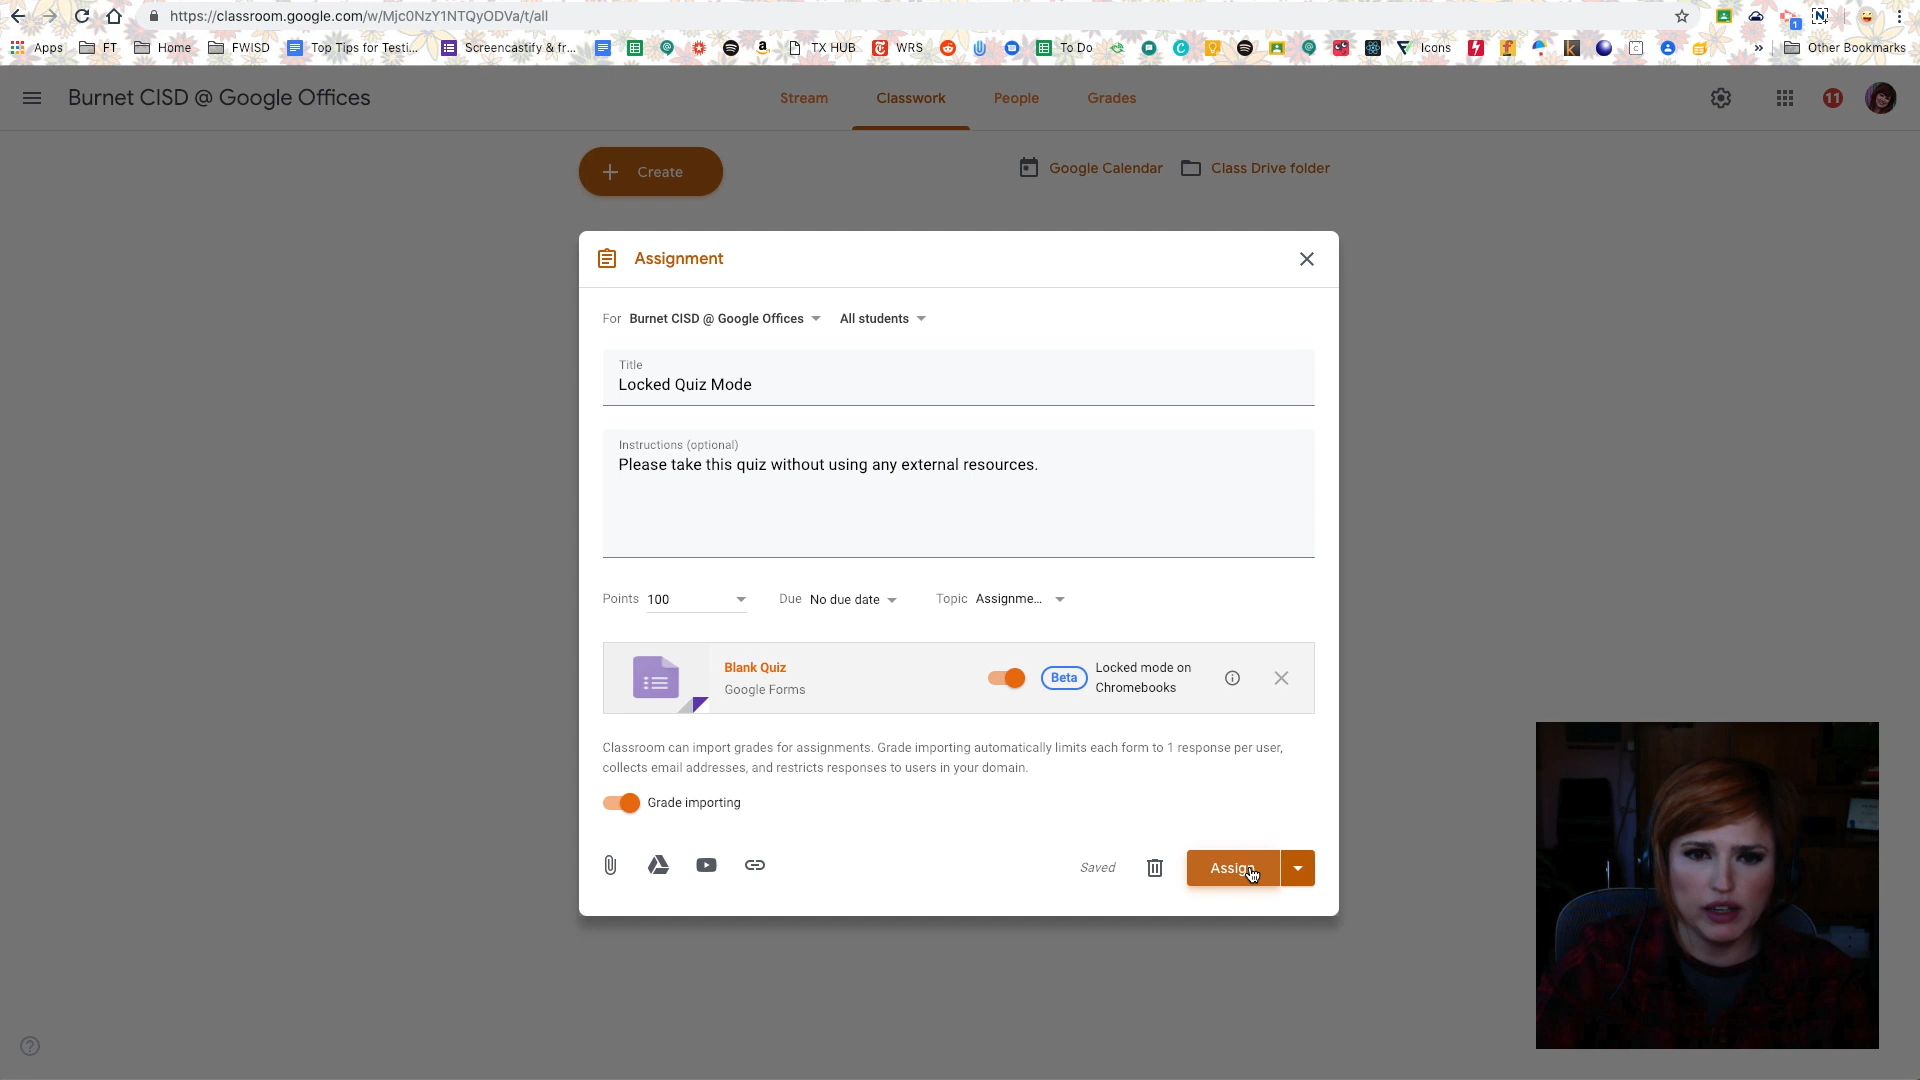 https://classroom.google.com/w/Mjc0NzY1NTQyODVa/t/all
1
N
Apps
FT
Home
FWISD
Top Tips for Testi...
Screencastify & fr...
TX HUB
WRS
To Do
Icons
»
Other Bookmarks
Burnet CISD @ Google Offices
Stream
Classwork
People
Grades
11
Create
Google Calendar
Class Drive folder
Assignment
For Burnet CISD @ Google Offices
All students
Title
Locked Quiz Mode
Instructions (optional)
Please take this quiz without using any external resources.
Points 100
Due No due date
Topic Assignme...
Blank Quiz
Google Forms
Beta
Locked mode on
Chromebooks
Classroom can import grades for assignments. Grade importing automatically limits each form to 1 response per user,
collects email addresses, and restricts responses to users in your domain.
Grade importing
Saved
Assign